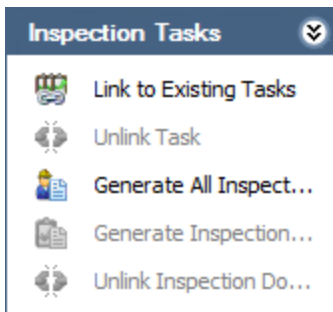 Inspection Tasks
Link to Existing Tasks
Unlink Task
Generate All Inspect...
Generate Inspection...
Unlink Inspection Do...